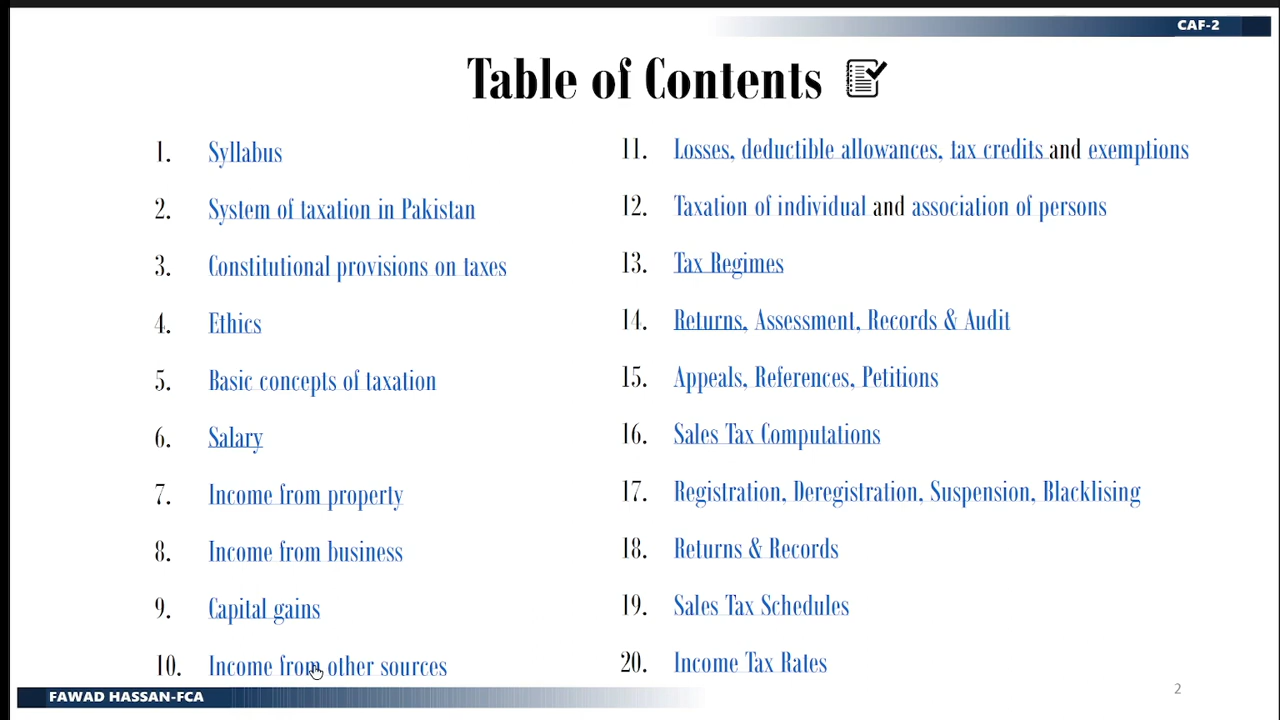 CAF-2
Table of Contents
1. Syllabus
2. System of taxation in Pakistan
3. Constitutional provisions on taxes
4. Ethics
5. Basic concepts of taxation
6. Salary
7. Income from property
8. Income from business
9. Capital gains
10. Income from other sources
11. Losses, deductible allowances, tax credits and exemptions
12. Taxation of individual and association of persons
13. Tax Regimes
14. Returns, Assessment, Records & Audit
15. Appeals, References, Petitions
16. Sales Tax Computations
17. Registration, Deregistration, Suspension, Blacklising
18. Returns & Records
19. Sales Tax Schedules
20. Income Tax Rates
FAWAD HASSAN-FCA
2